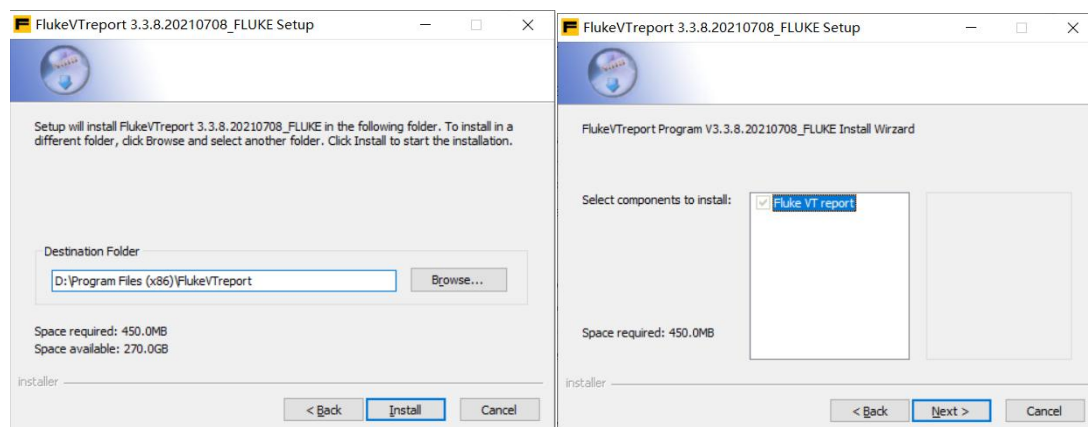 FlukeVTreport 3.3.8.20210708_FLUKE Setup
Setup will install FlukeVTreport 3.3.8.20210708_FLUKE in the following folder. To install in a
different folder, click Browse and select another folder. Click Install to start the installation.
Destination Folder
D:\Program Files (x86)\FlukeVTreport
Browse...
Space required: 450.0MB
Space available: 270.0GB
installer
< Back
Install
Cancel
FlukeVTreport 3.3.8.20210708_FLUKE Setup
FlukeVTreport Program V3.3.8.20210708_FLUKE Install Wirzard
Select components to install:
Fluke VT report
Space required: 450.0MB
installer
< Back
Next >
Cancel